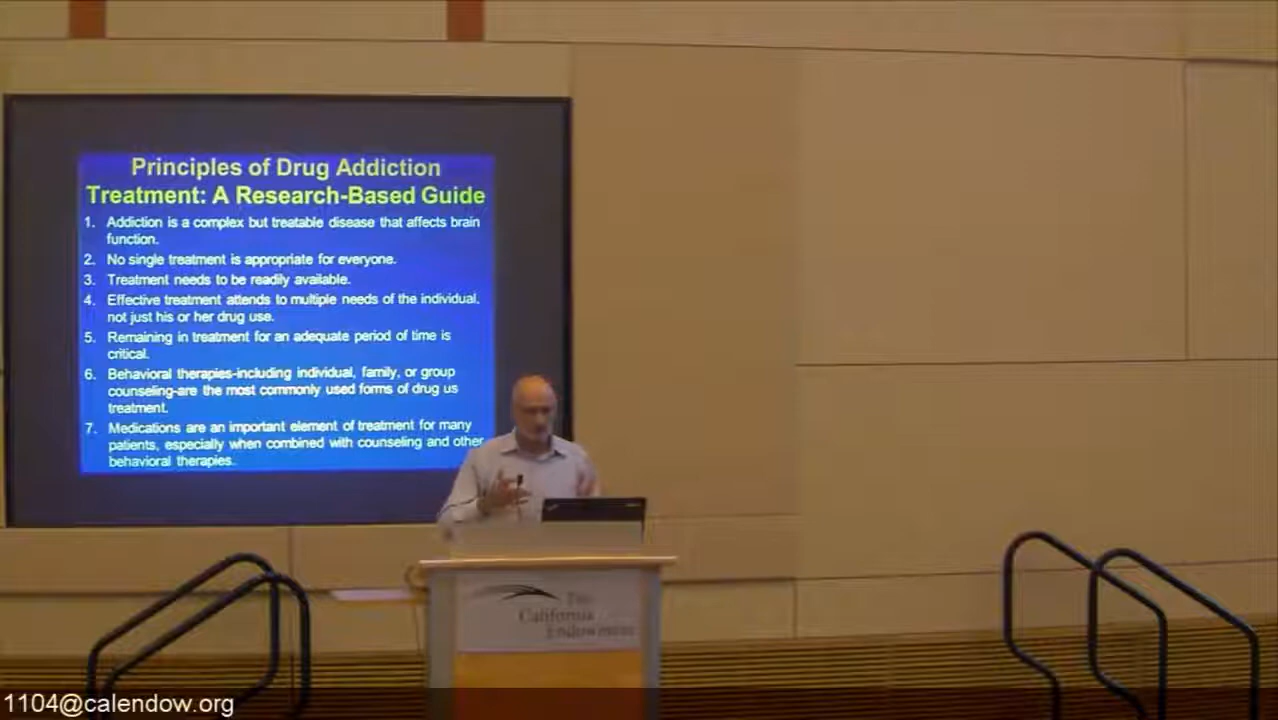 Principles of Drug Addiction
Treatment: A Research-Based Guide
1. Addiction is a complex but treatable disease that affects brain
function.
2. No single treatment is appropriate for everyone.
3. Treatment needs to be readily available.
4. Effective treatment attends to multiple needs of the individual,
not just his or her drug use.
5. Remaining in treatment for an adequate period of time is
critical.
6. Behavioral therapies-including individual, family, or group
counseling-are the most commonly used forms of drug us
treatment.
7. Medications are an important element of treatment for many
patients, especially when combined with counseling and other
behavioral therapies.
The
California
Endowment
1104@calendow.org